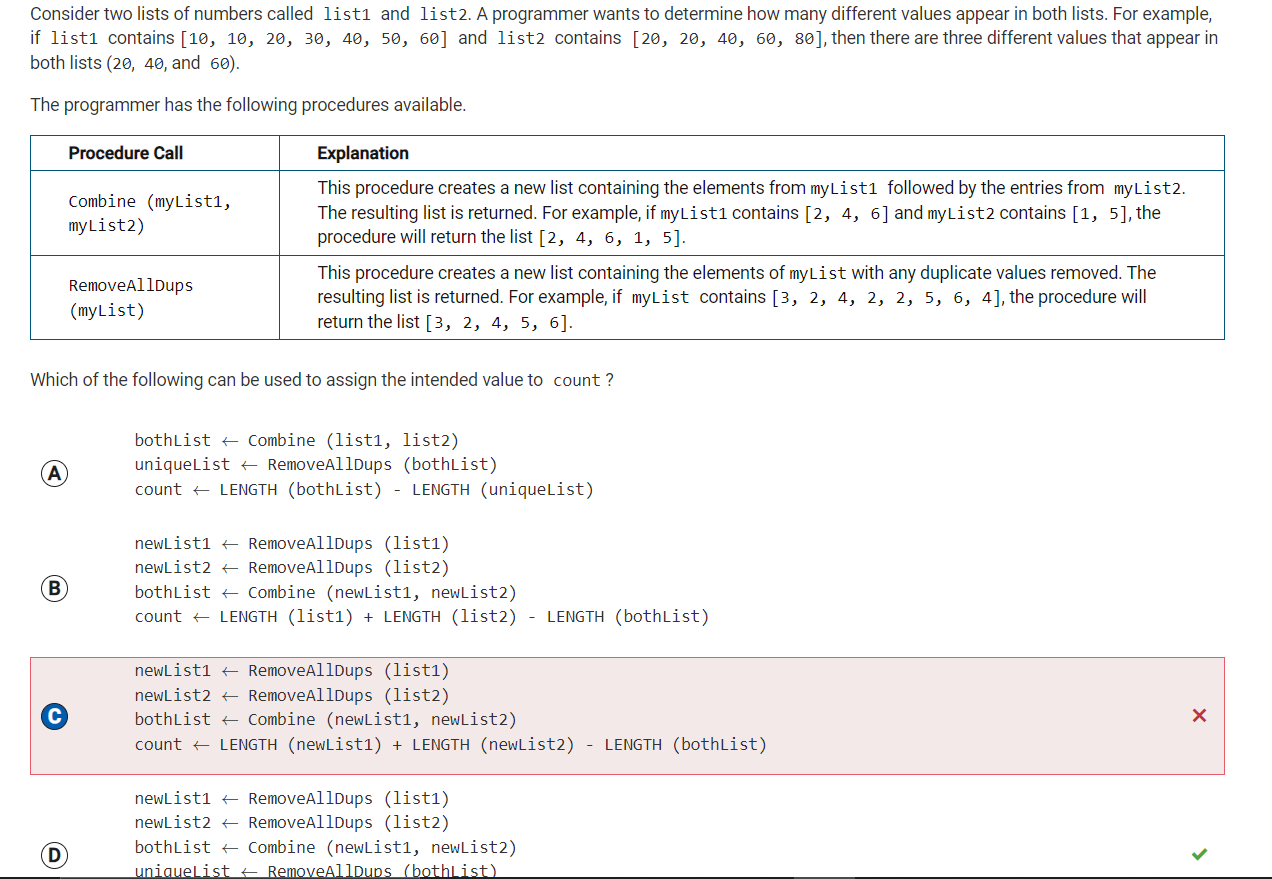 Consider two lists of numbers called list1 and list2. A programmer wants to determine how many different values appear in both lists. For example,
if list1 contains [10, 10, 20, 30, 40, 50, 60] and list2 contains [20, 20, 40, 60, 80], then there are three different values that appear in
both lists (20, 40, and 60).
The programmer has the following procedures available.
Procedure Call
Explanation
Combine (myList1,
myList2)
This procedure creates a new list containing the elements from myList1 followed by the entries from myList2.
The resulting list is returned. For example, if myList1 contains [2, 4, 6] and myList2 contains [1, 5], the
procedure will return the list [2, 4, 6, 1, 5].
RemoveAllDups
(myList)
This procedure creates a new list containing the elements of myList with any duplicate values removed. The
resulting list is returned. For example, if myList contains [3, 2, 4, 2, 2, 5, 6, 4], the procedure will
return the list [3, 2, 4, 5, 6].
Which of the following can be used to assign the intended value to count ?
A
bothList ← Combine (list1, list2)
uniqueList ← RemoveAllDups (bothList)
count ← LENGTH (bothList) - LENGTH (uniqueList)
B
newList1 ← RemoveAllDups (list1)
newList2 ← RemoveAllDups (list2)
bothList ← Combine (newList1, newList2)
count ← LENGTH (list1) + LENGTH (list2) - LENGTH (bothList)
C
newList1 ← RemoveAllDups (list1)
newList2 ← RemoveAllDups (list2)
bothList ← Combine (newList1, newList2)
count ← LENGTH (newList1) + LENGTH (newList2) - LENGTH (bothList)
D
newList1 ← RemoveAllDups (list1)
newList2 ← RemoveAllDups (list2)
bothList ← Combine (newList1, newList2)
uniqueList ← RemoveAllDups (bothList)